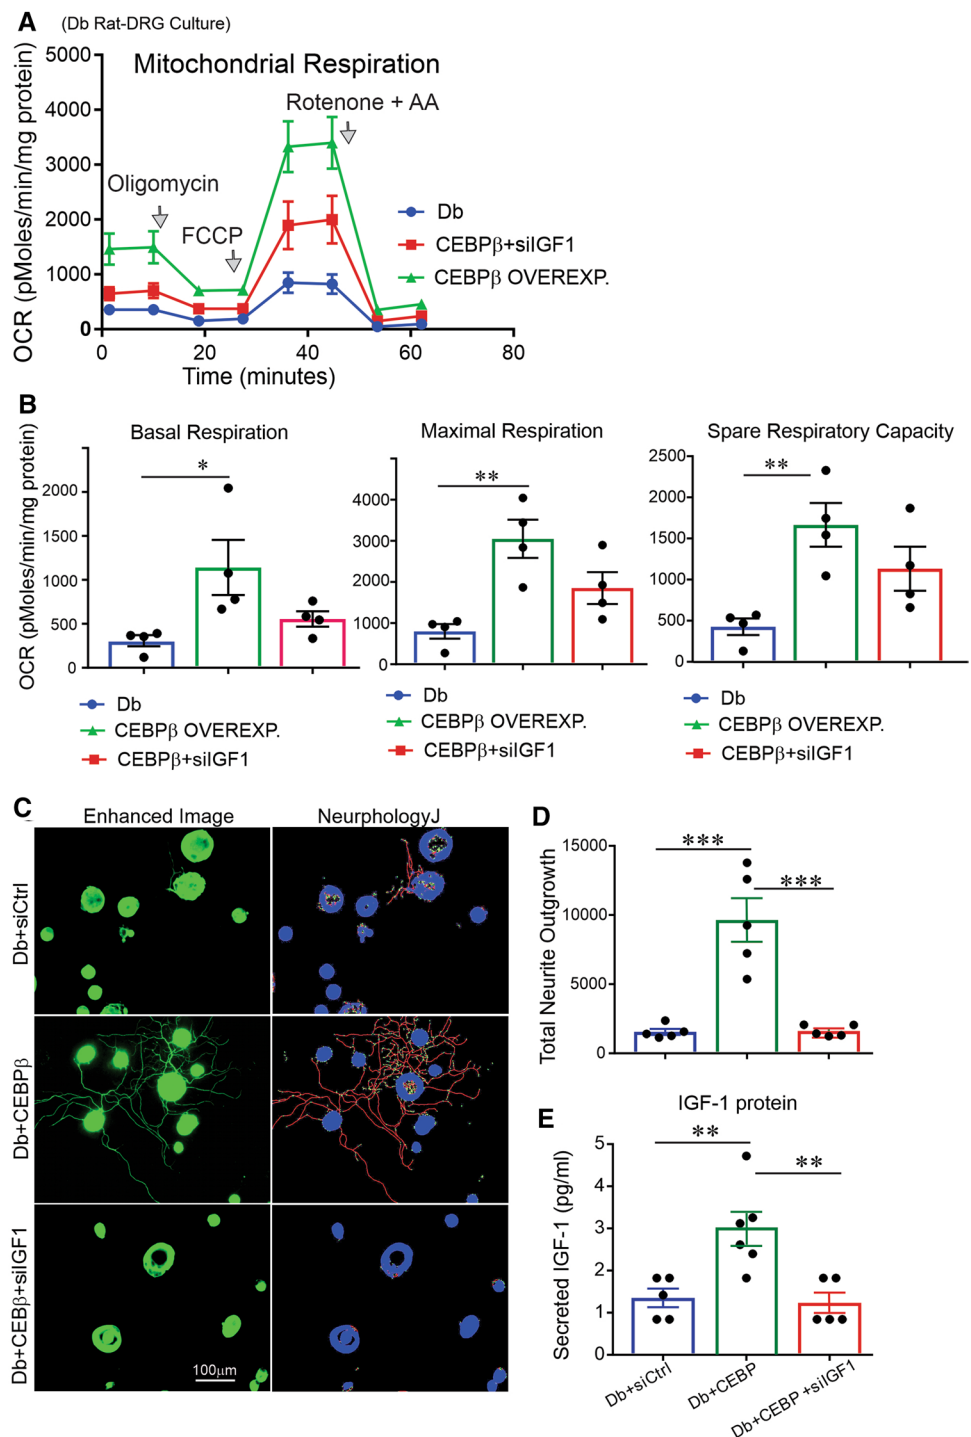 A (Db Rat-DRG Culture)
Mitochondrial Respiration
OCR (pMoles/min/mg protein)
5000
4000
3000
2000
1000
0
Oligomycin
FCCP
Rotenone + AA
Db
CEBPβ+siIGF1
CEBPβ OVEREXP.
0 20 40 60 80
Time (minutes)
B
Basal Respiration
OCR (pMoles/min/mg protein)
2000
1500
1000
500
0
*
Db
CEBPβ OVEREXP.
CEBPβ+siIGF1
Maximal Respiration
4000
3000
2000
1000
0
**
Db
CEBPβ OVEREXP.
CEBPβ+siIGF1
Spare Respiratory Capacity
2500
2000
1500
1000
500
0
**
Db
CEBPβ OVEREXP.
CEBPβ+siIGF1
C
Enhanced Image
NeurphologyJ
Db+siCtrl
Db+CEBPβ
Db+CEBβ+siIGF1
100μm
D
Total Neurite Outgrowth
15000
10000
5000
0
***
***
E
IGF-1 protein
Secreted IGF-1 (pg/ml)
5
4
3
2
1
0
**
**
Db+siCtrl
Db+CEBP
Db+CEBP +siIGF1